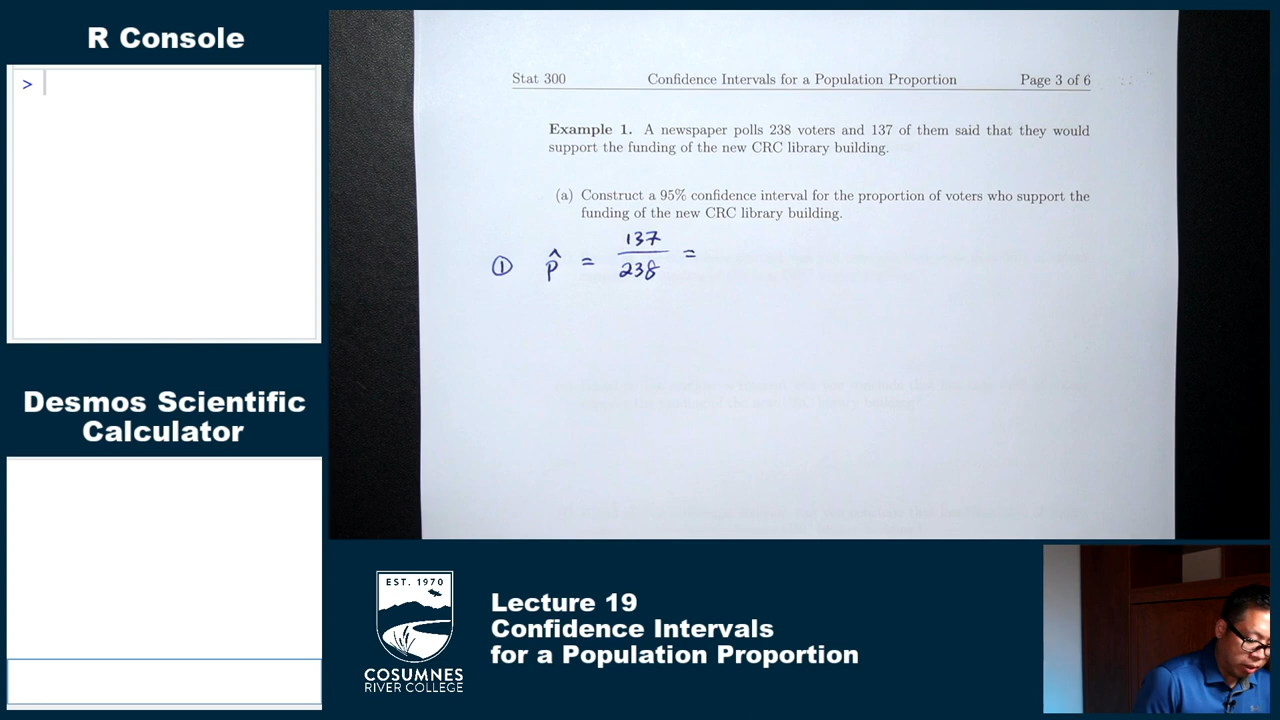 R Console
>
Desmos Scientific
Calculator
Stat 300 Confidence Intervals for a Population Proportion Page 3 of 6
Example 1. A newspaper polls 238 voters and 137 of them said that they would
support the funding of the new CRC library building.
(a) Construct a 95% confidence interval for the proportion of voters who support the
funding of the new CRC library building.
① p̂ = 137/238 =
EST. 1970
COSUMNES
RIVER COLLEGE
Lecture 19
Confidence Intervals
for a Population Proportion